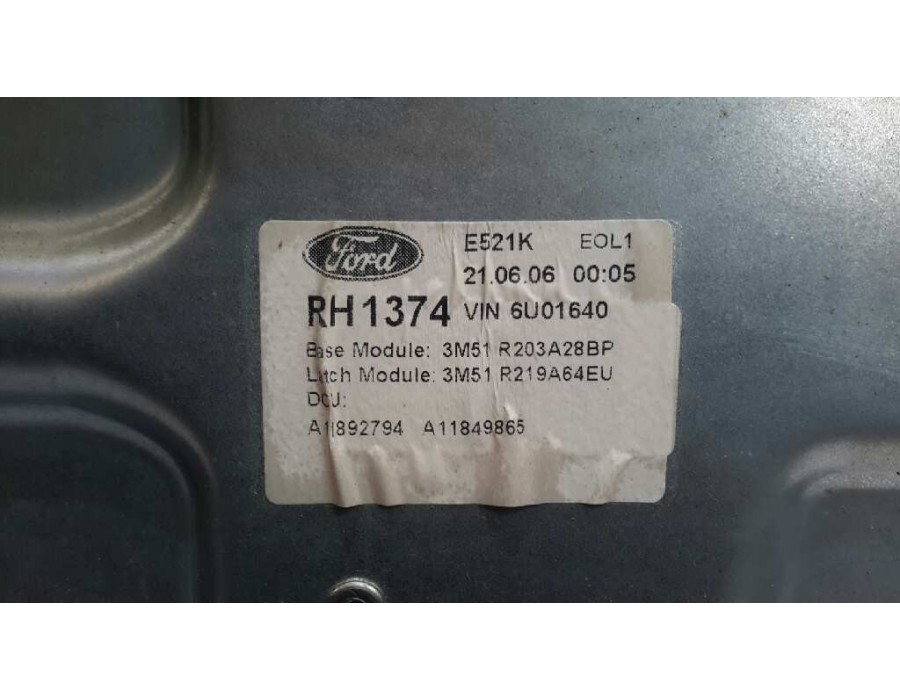 Ford
E521K EOL1
21.06.06 00:05
RH1374 VIN 6U01640
Base Module: 3M51 R203A28BP
Latch Module: 3M51 R219A64EU
DCU:
A11892794 A11849865